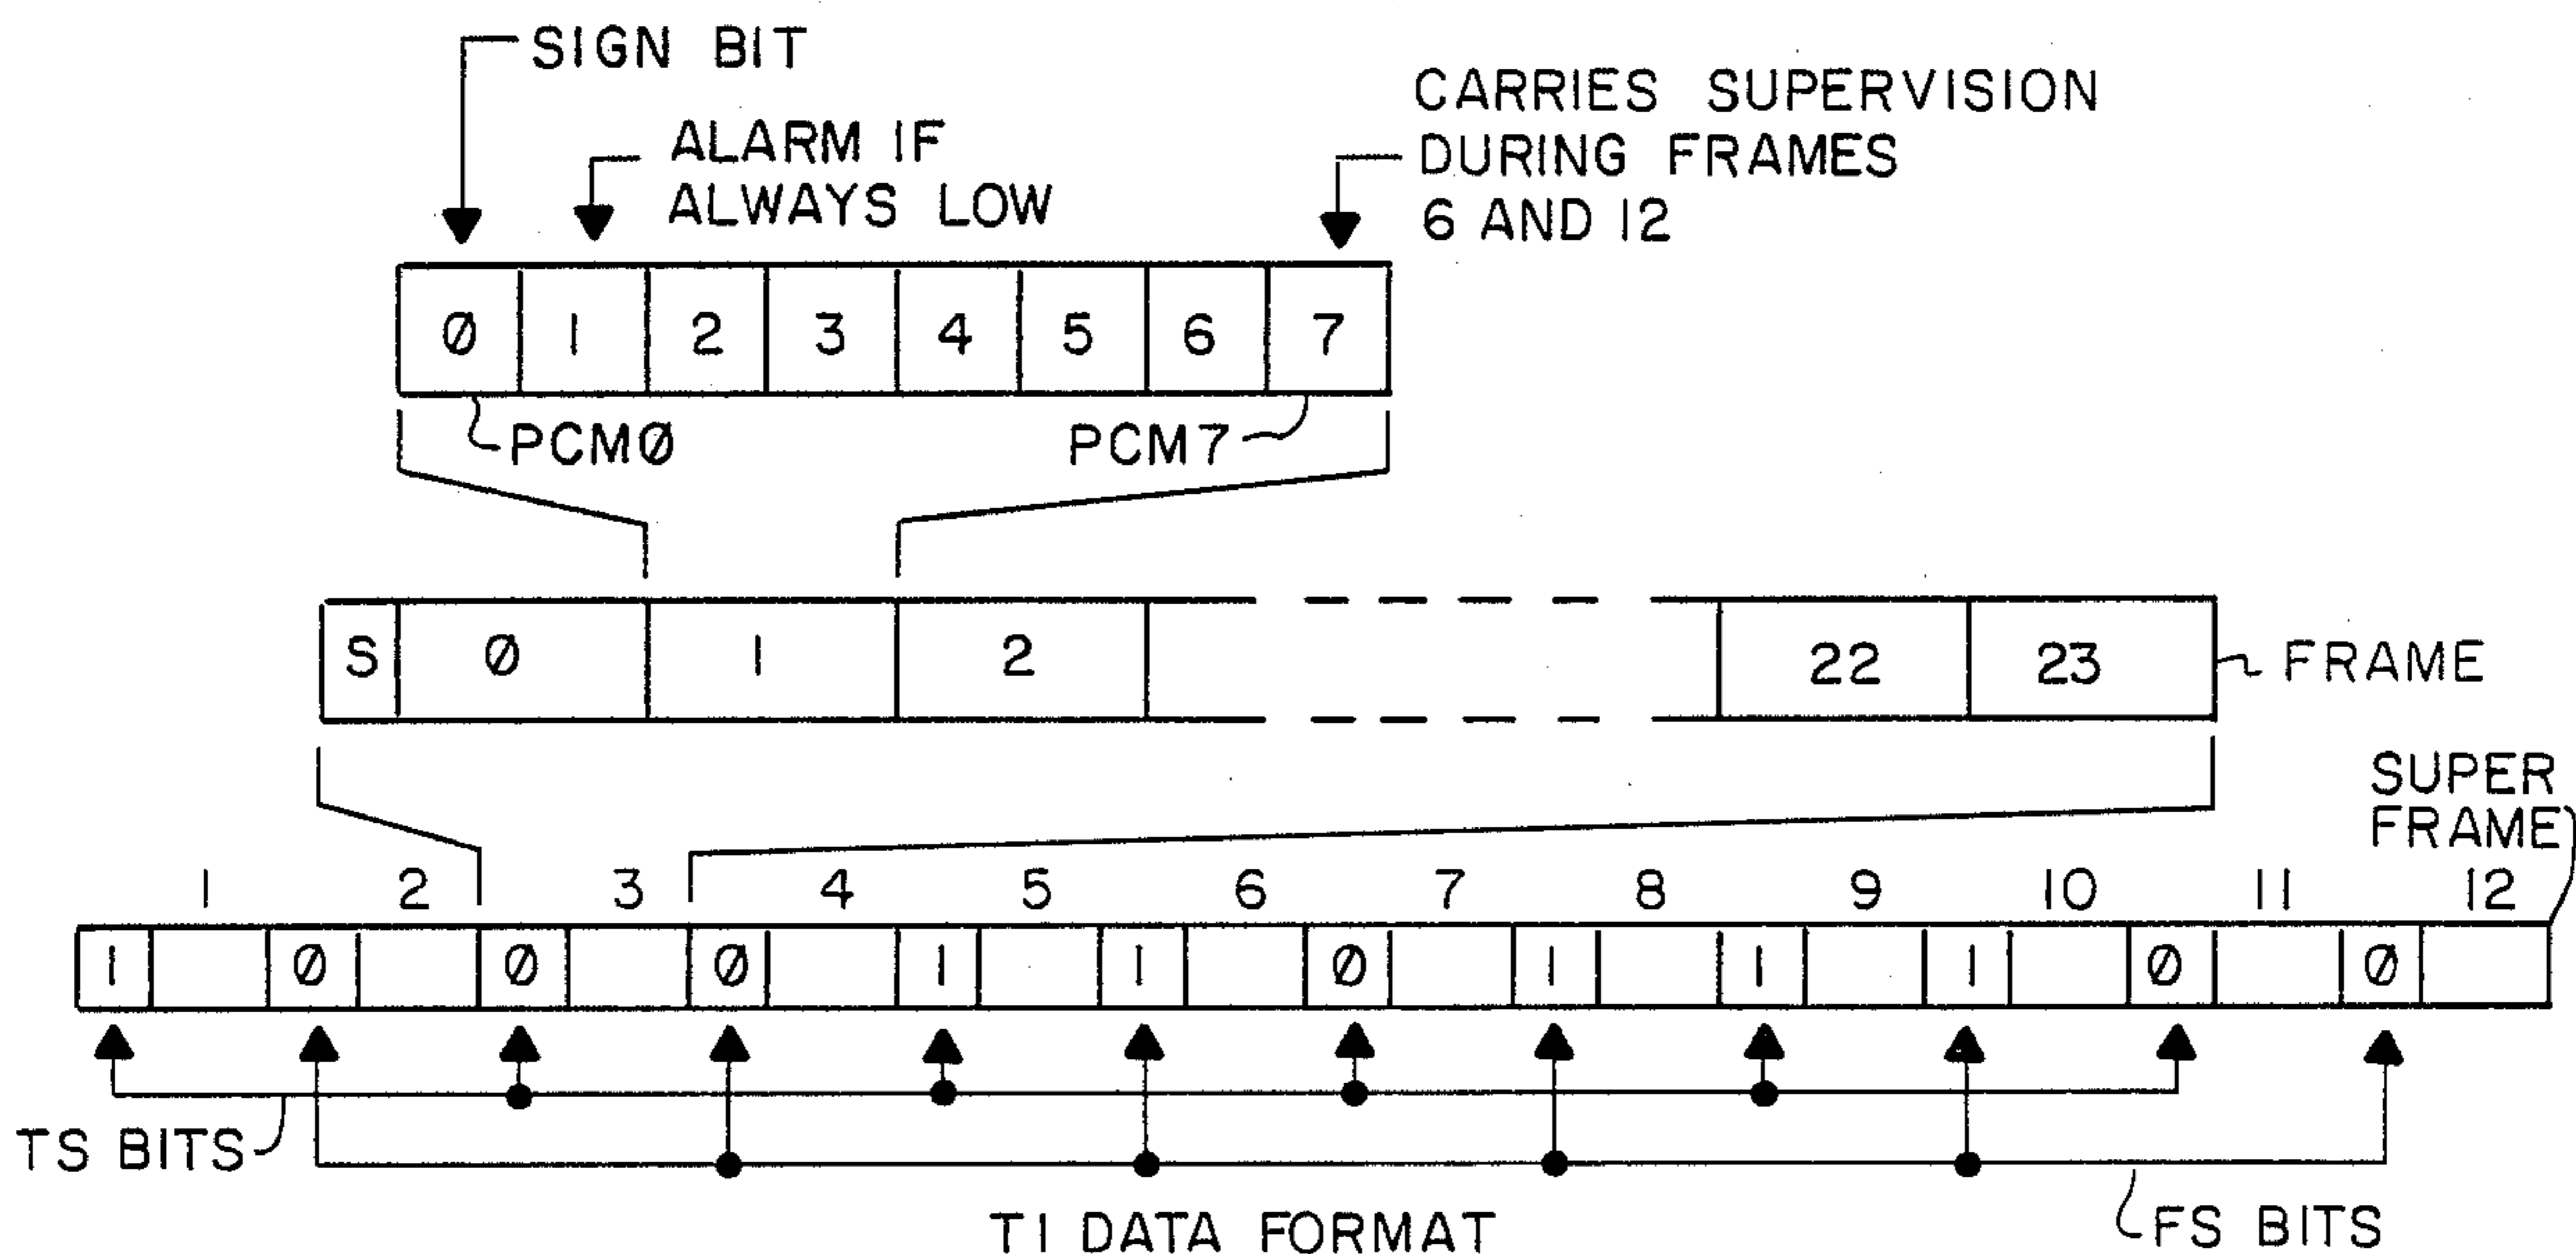 SIGN BIT
ALARM IF
ALWAYS LOW
CARRIES SUPERVISION
DURING FRAMES
6 AND 12
Ø 1 2 3 4 5 6 7
PCMØ PCM7
S Ø 1 2 22 23 FRAME
SUPER
FRAME
1 2 3 4 5 6 7 8 9 10 11 12
1 Ø Ø Ø 1 1 Ø 1 1 1 Ø Ø
TS BITS
FS BITS
T1 DATA FORMAT